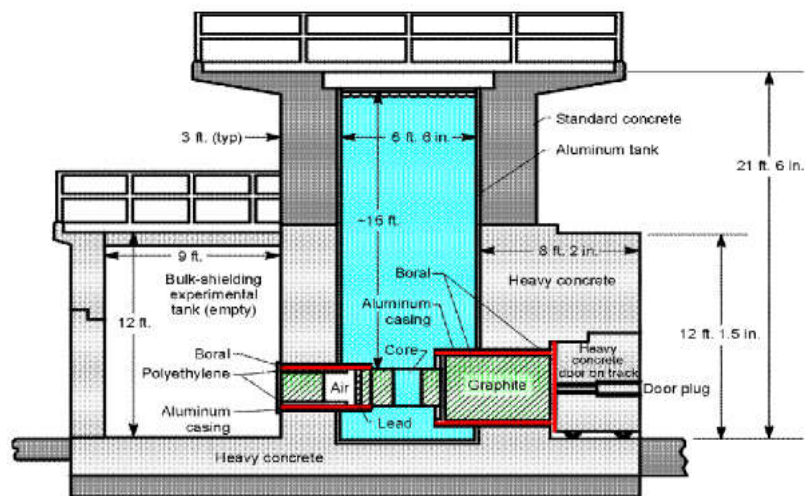 3 ft. (typ)
6 ft. 6 in.
Standard concrete
Aluminum tank
21 ft. 6 in.
~16 ft.
9 ft.
8 ft. 2 in.
Bulk-shielding
experimental
tank (empty)
Boral
Heavy concrete
Aluminum
casing
12 ft.
12 ft. 1.5 in.
Core
Boral
Polyethylene
Air
Graphite
Heavy
concrete
door on track
Door plug
Aluminum
casing
Lead
Heavy concrete